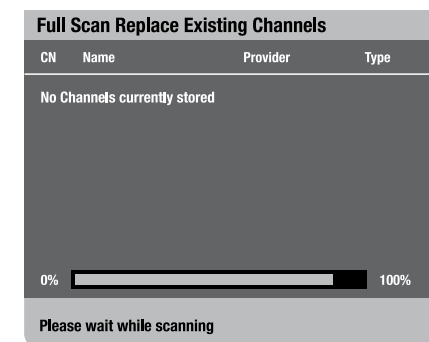 Full Scan Replace Existing Channels
CN Name Provider Type
No Channels currently stored
0% 100%
Please wait while scanning